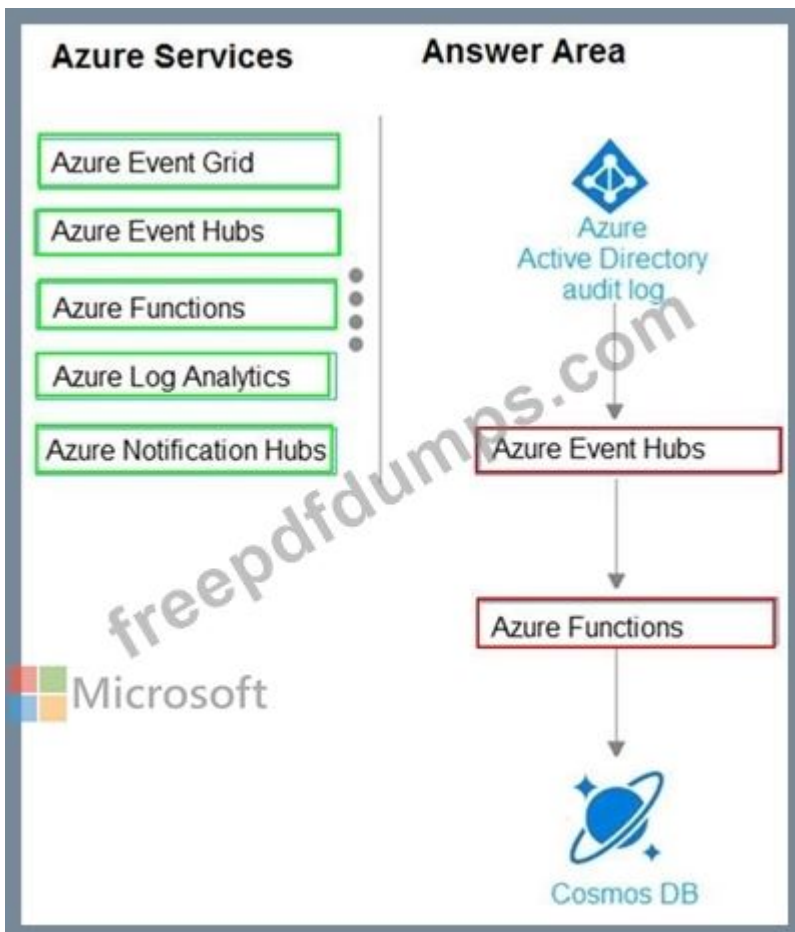 Azure Services
Azure Event Grid
Azure Event Hubs
Azure Functions
Azure Log Analytics
Azure Notification Hubs
Answer Area
Azure
Active Directory
audit log
Azure Event Hubs
Azure Functions
Cosmos DB
freepdfdumps.com
Microsoft